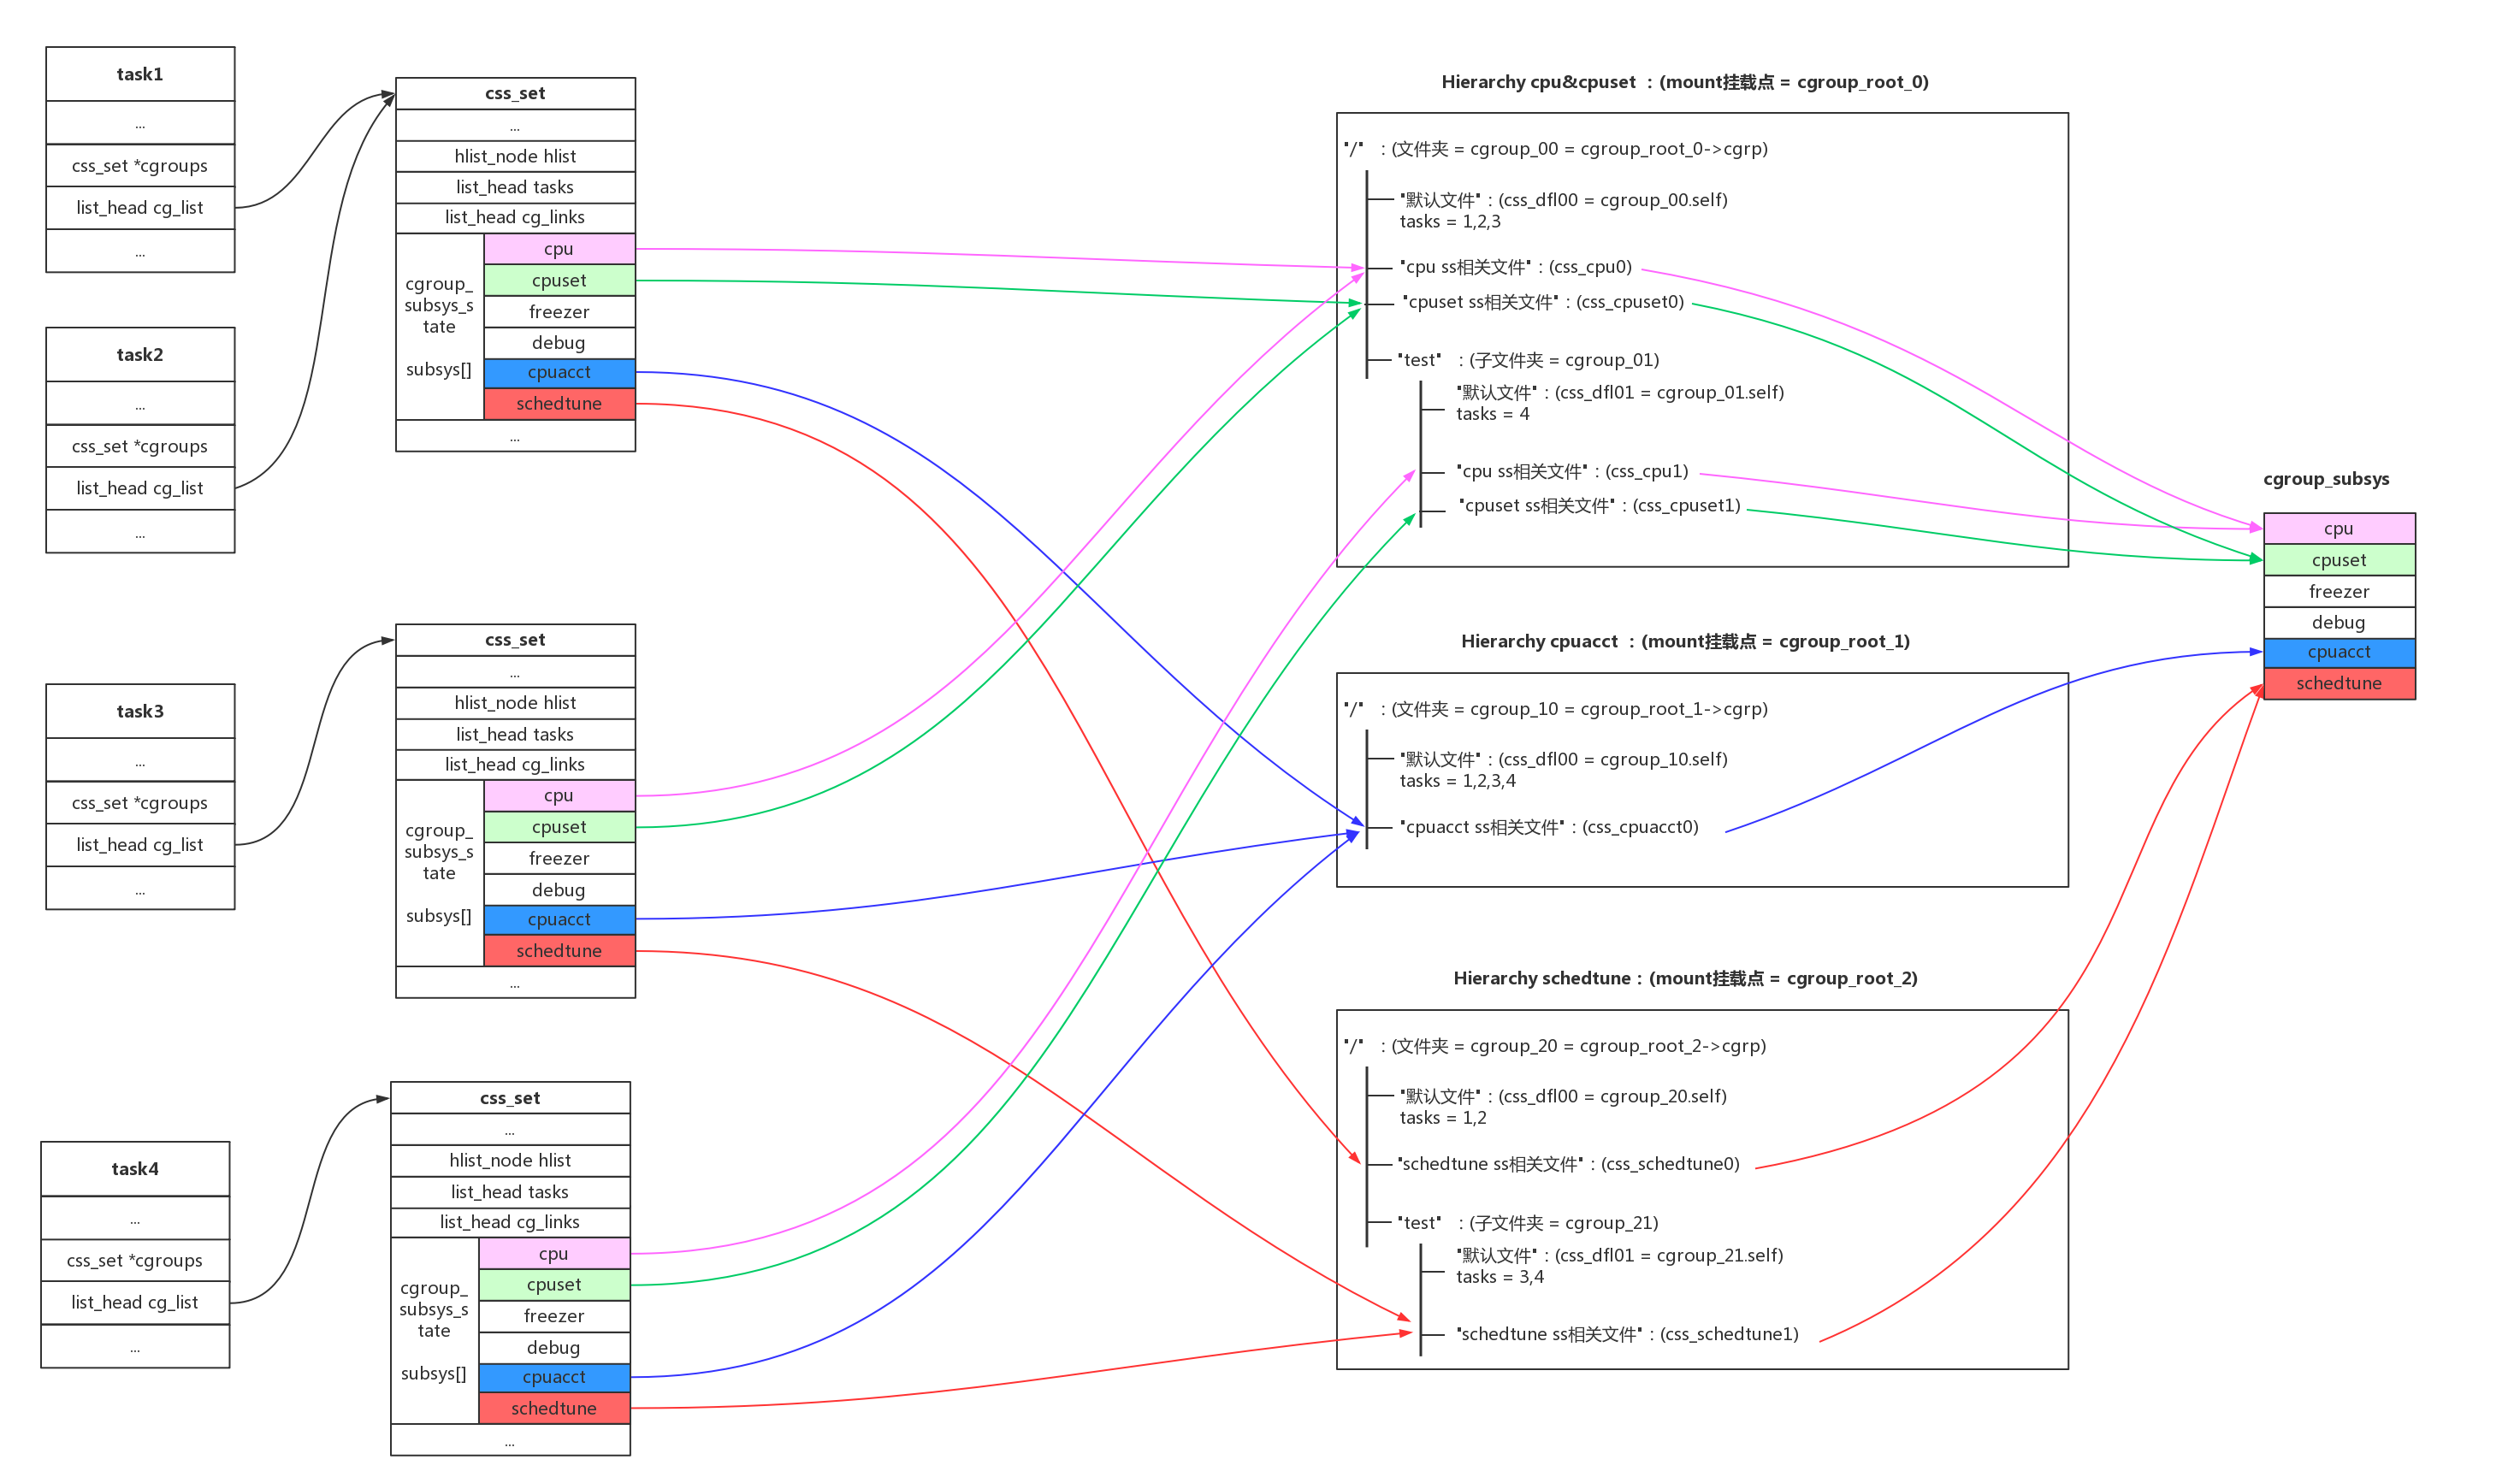 task1
...
css_set *cgroups
list_head cg_list
...
task2
...
css_set *cgroups
list_head cg_list
...
task3
...
css_set *cgroups
list_head cg_list
...
task4
...
css_set *cgroups
list_head cg_list
...
css_set
...
hlist_node hlist
list_head tasks
list_head cg_links
cgroup_
subsys_s
tate
subsys[]
cpu
cpuset
freezer
debug
cpuacct
schedtune
...
css_set
...
hlist_node hlist
list_head tasks
list_head cg_links
cgroup_
subsys_s
tate
subsys[]
cpu
cpuset
freezer
debug
cpuacct
schedtune
...
css_set
...
hlist_node hlist
list_head tasks
list_head cg_links
cgroup_
subsys_s
tate
subsys[]
cpu
cpuset
freezer
debug
cpuacct
schedtune
...
Hierarchy cpu&cpuset : (mount挂载点 = cgroup_root_0)
"/" : (文件夹 = cgroup_00 = cgroup_root_0->cgrp)
"默认文件" : (css_dfl00 = cgroup_00.self)
tasks = 1,2,3
"cpu ss相关文件" : (css_cpu0)
"cpuset ss相关文件" : (css_cpuset0)
"test" : (子文件夹 = cgroup_01)
"默认文件" : (css_dfl01 = cgroup_01.self)
tasks = 4
"cpu ss相关文件" : (css_cpu1)
"cpuset ss相关文件" : (css_cpuset1)
Hierarchy cpuacct : (mount挂载点 = cgroup_root_1)
"/" : (文件夹 = cgroup_10 = cgroup_root_1->cgrp)
"默认文件" : (css_dfl00 = cgroup_10.self)
tasks = 1,2,3,4
"cpuacct ss相关文件" : (css_cpuacct0)
Hierarchy schedtune : (mount挂载点 = cgroup_root_2)
"/" : (文件夹 = cgroup_20 = cgroup_root_2->cgrp)
"默认文件" : (css_dfl00 = cgroup_20.self)
tasks = 1,2
"schedtune ss相关文件" : (css_schedtune0)
"test" : (子文件夹 = cgroup_21)
"默认文件" : (css_dfl01 = cgroup_21.self)
tasks = 3,4
"schedtune ss相关文件" : (css_schedtune1)
cgroup_subsys
cpu
cpuset
freezer
debug
cpuacct
schedtune